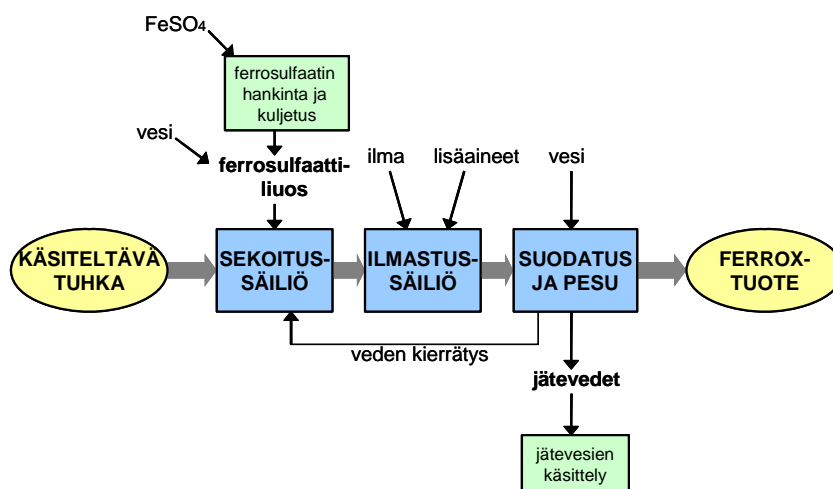 FeSO4
ferrosulfaatin
hankinta ja
kuljetus
vesi
ferrosulfaatti-
liuos
ilma
lisäaineet
vesi
KÄSITELTÄVÄ
TUHKA
SEKOITUS-
SÄILIÖ
ILMASTUS-
SÄILIÖ
SUODATUS
JA PESU
FERROX-
TUOTE
veden kierrätys
jätevedet
jätevesien
käsittely